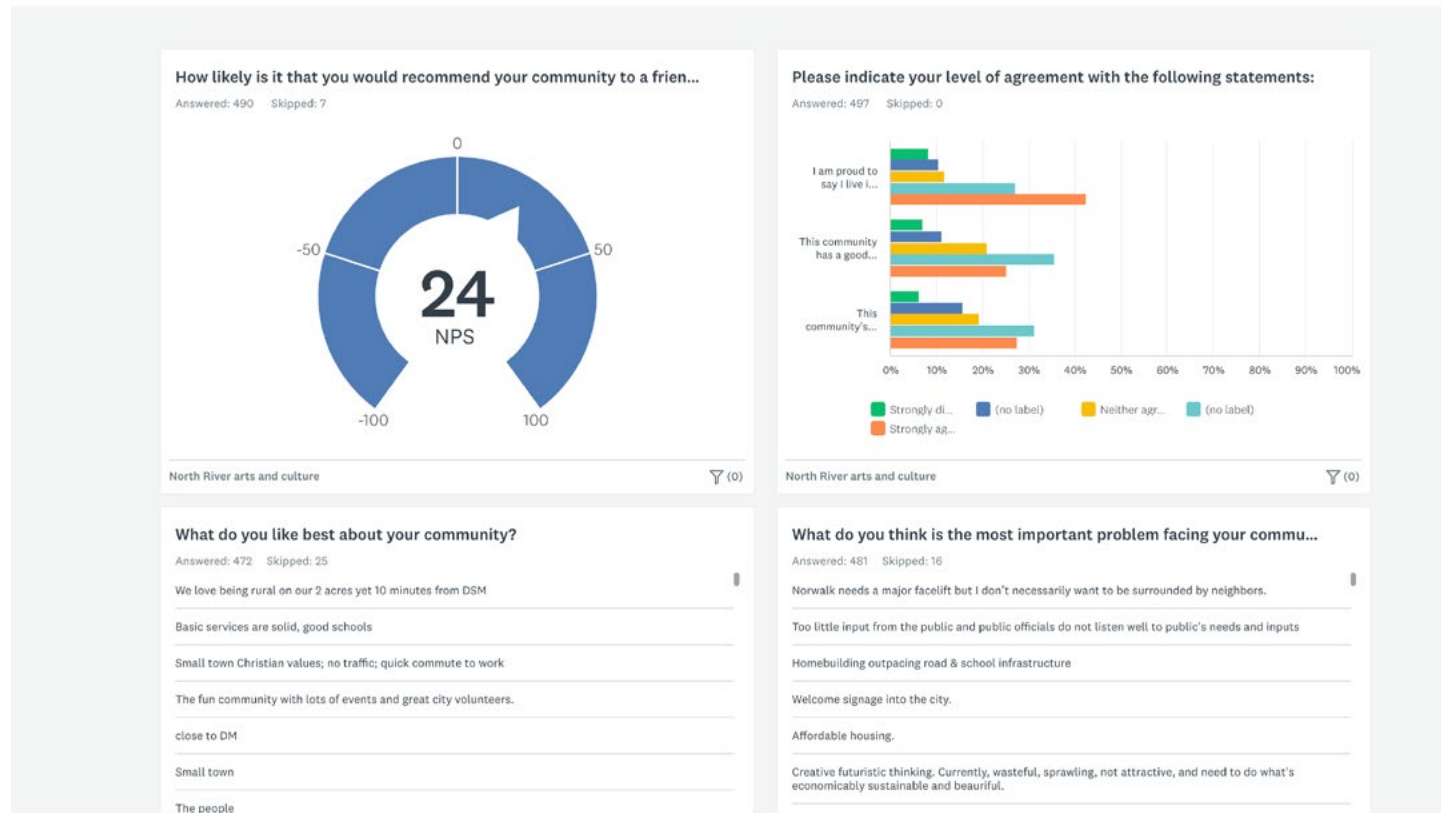 How likely is it that you would recommend your community to a frien...
Answered: 490 Skipped: 7
0
-50
50
24
NPS
-100
100
North River arts and culture
(0)
Please indicate your level of agreement with the following statements:
Answered: 497 Skipped: 0
I am proud to
say I live i...
This community
has a good...
This
community's...
0% 10% 20% 30% 40% 50% 60% 70% 80% 90% 100%
Strongly di... (no label) Neither agr... (no label)
Strongly ag...
North River arts and culture
(0)
What do you like best about your community?
Answered: 472 Skipped: 25
We love being rural on our 2 acres yet 10 minutes from DSM
Basic services are solid, good schools
Small town Christian values; no traffic; quick commute to work
The fun community with lots of events and great city volunteers.
close to DM
Small town
The people
What do you think is the most important problem facing your commu...
Answered: 481 Skipped: 16
Norwalk needs a major facelift but I don't necessarily want to be surrounded by neighbors.
Too little input from the public and public officials do not listen well to public's needs and inputs
Homebuilding outpacing road & school infrastructure
Welcome signage into the city.
Affordable housing.
Creative futuristic thinking. Currently, wasteful, sprawling, not attractive, and need to do what's
economicably sustainable and beauriful.